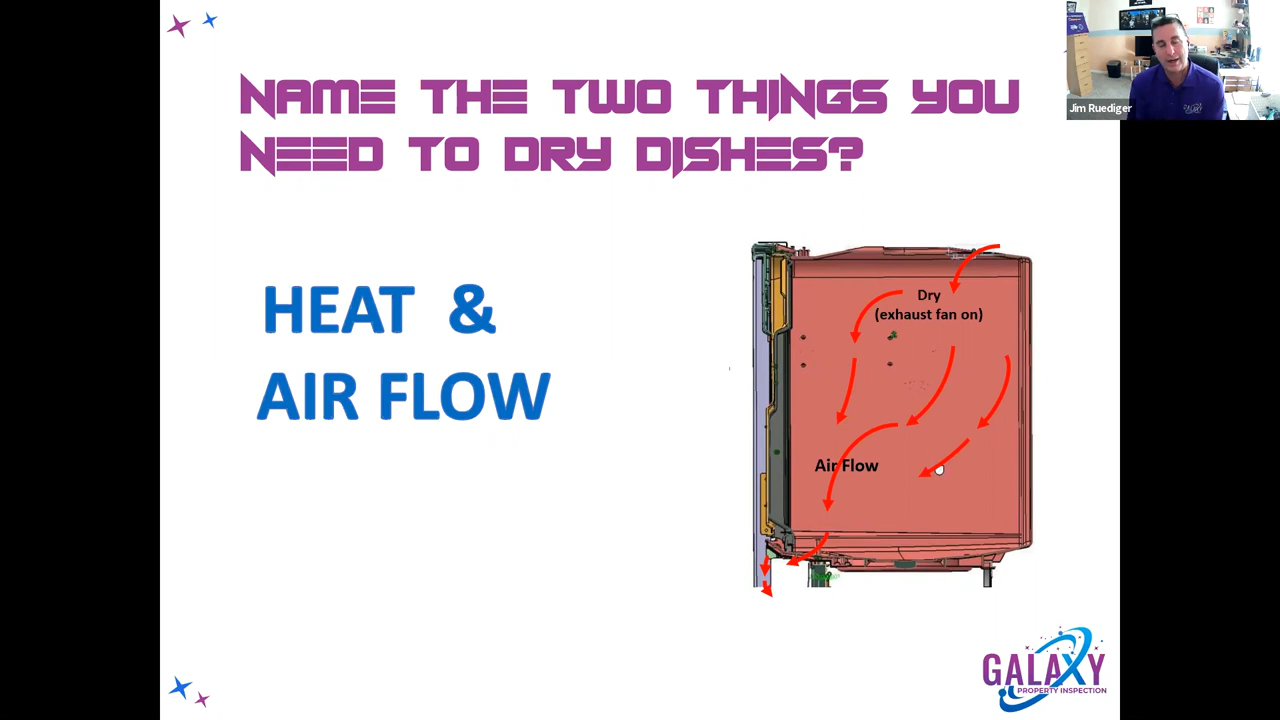 NAME THE TWO THINGS YOU
NEED TO DRY DISHES?
HEAT &
AIR FLOW
Dry
(exhaust fan on)
Air Flow
Jim Ruediger
GALAXY
PROPERTY INSPECTION